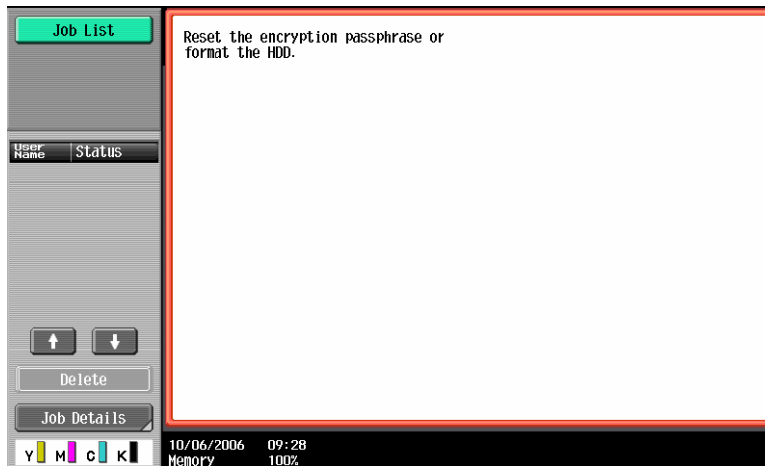 Job List
Reset the encryption passphrase or
format the HDD.
User Name Status
Delete
Job Details
Y M C K
10/06/2006 09:28
Memory 100%